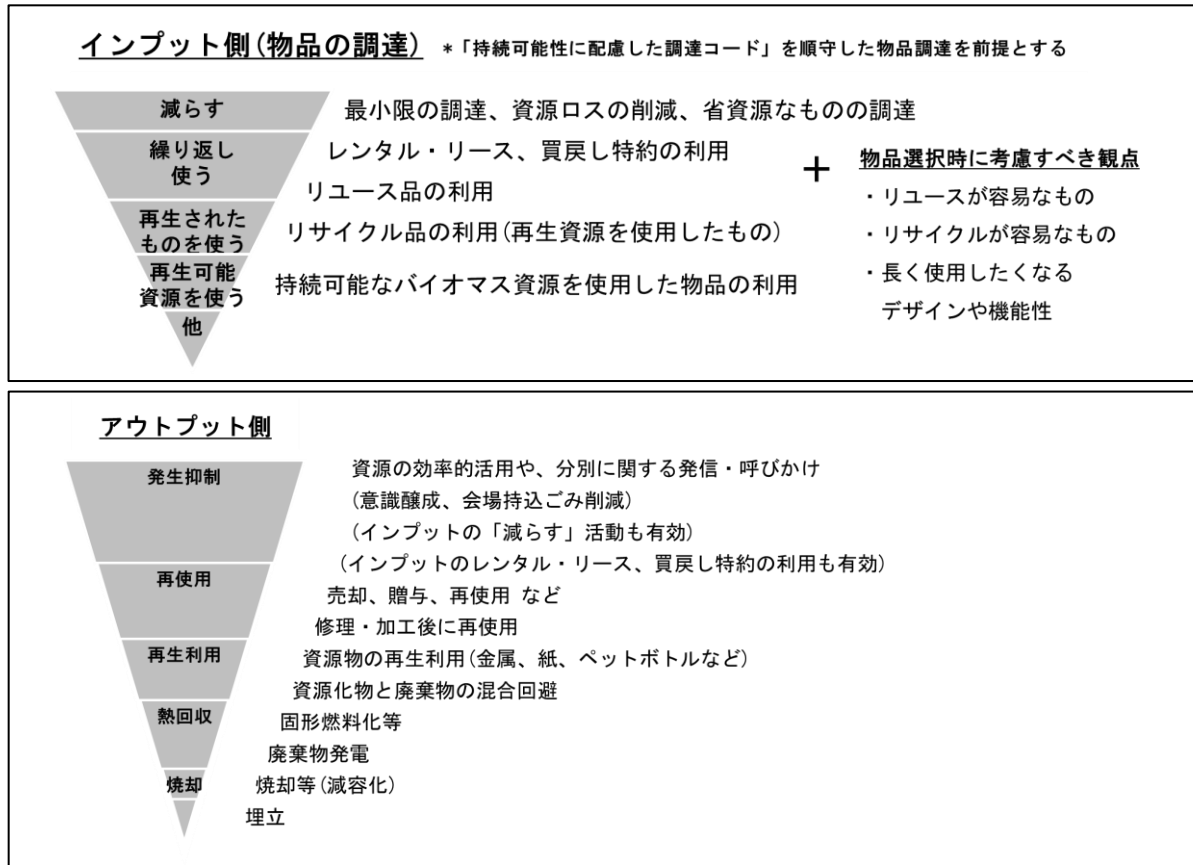 インプット側(物品の調達) *「持続可能性に配慮した調達コード」を順守した物品調達を前提とする
減らす
最小限の調達、資源ロスの削減、省資源なものの調達
繰り返し
使う
レンタル・リース、買戻し特約の利用
リユース品の利用
再生された
ものを使う
リサイクル品の利用(再生資源を使用したもの)
再生可能
資源を使う
持続可能なバイオマス資源を使用した物品の利用
他
+
物品選択時に考慮すべき観点
・リユースが容易なもの
・リサイクルが容易なもの
・長く使用したくなる
デザインや機能性
アウトプット側
発生抑制
資源の効率的活用や、分別に関する発信・呼びかけ
(意識醸成、会場持込ごみ削減)
(インプットの「減らす」活動も有効)
(インプットのレンタル・リース、買戻し特約の利用も有効)
再使用
売却、贈与、再使用 など
修理・加工後に再使用
再生利用
資源物の再生利用(金属、紙、ペットボトルなど)
資源化物と廃棄物の混合回避
熱回収
固形燃料化等
廃棄物発電
焼却
焼却等(減容化)
埋立